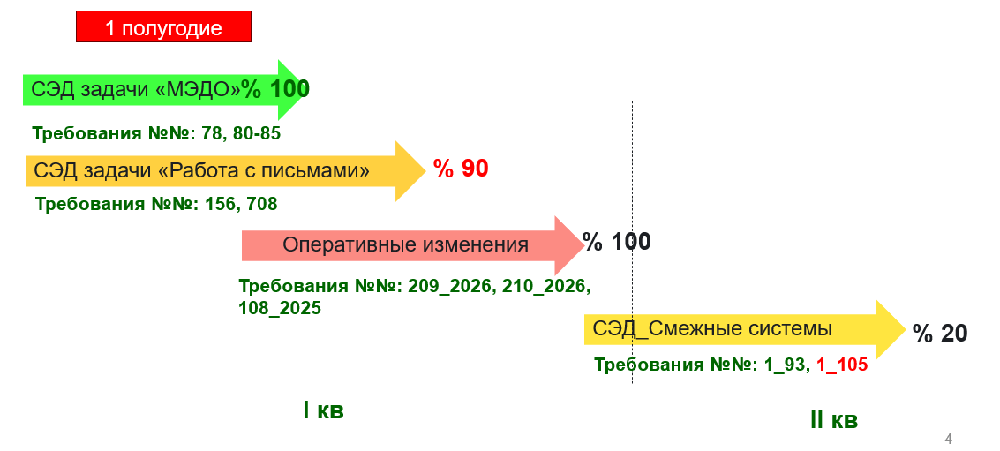 1 полугодие
СЭД задачи «МЭДО»% 100
Требования №№: 78, 80-85
СЭД задачи «Работа с письмами» % 90
Требования №№: 156, 708
Оперативные изменения % 100
Требования №№: 209_2026, 210_2026,
108_2025
СЭД_Смежные системы % 20
Требования №№: 1_93, 1_105
I кв
II кв
4